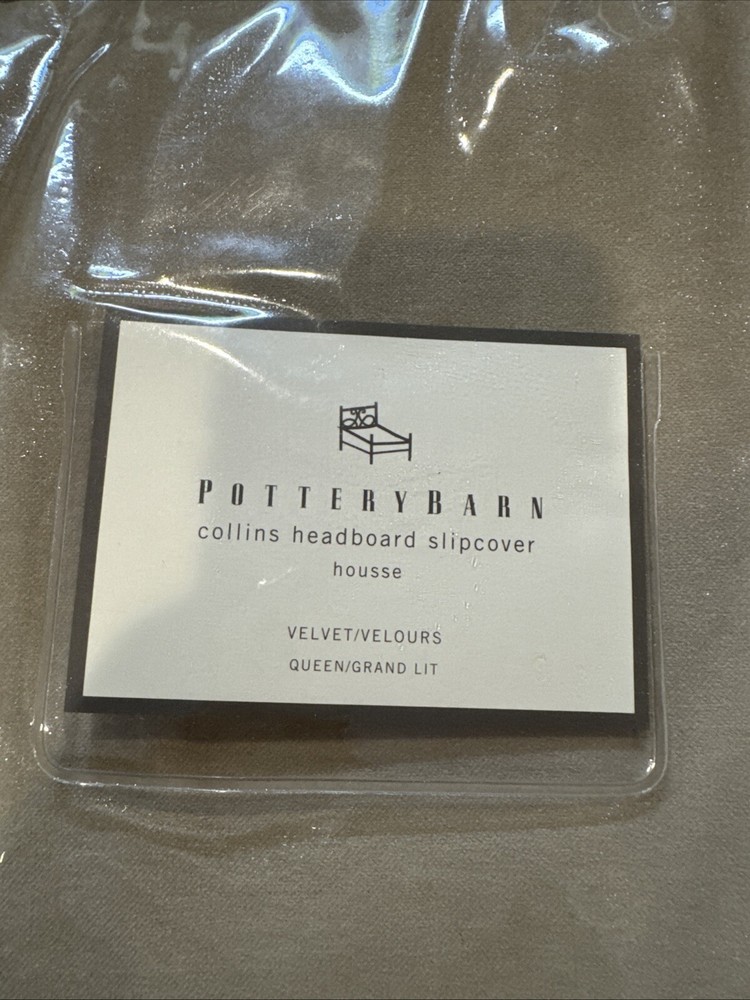 POTTERYBARN
collins headboard slipcover
housse
VELVET/VELOURS
QUEEN/GRAND LIT